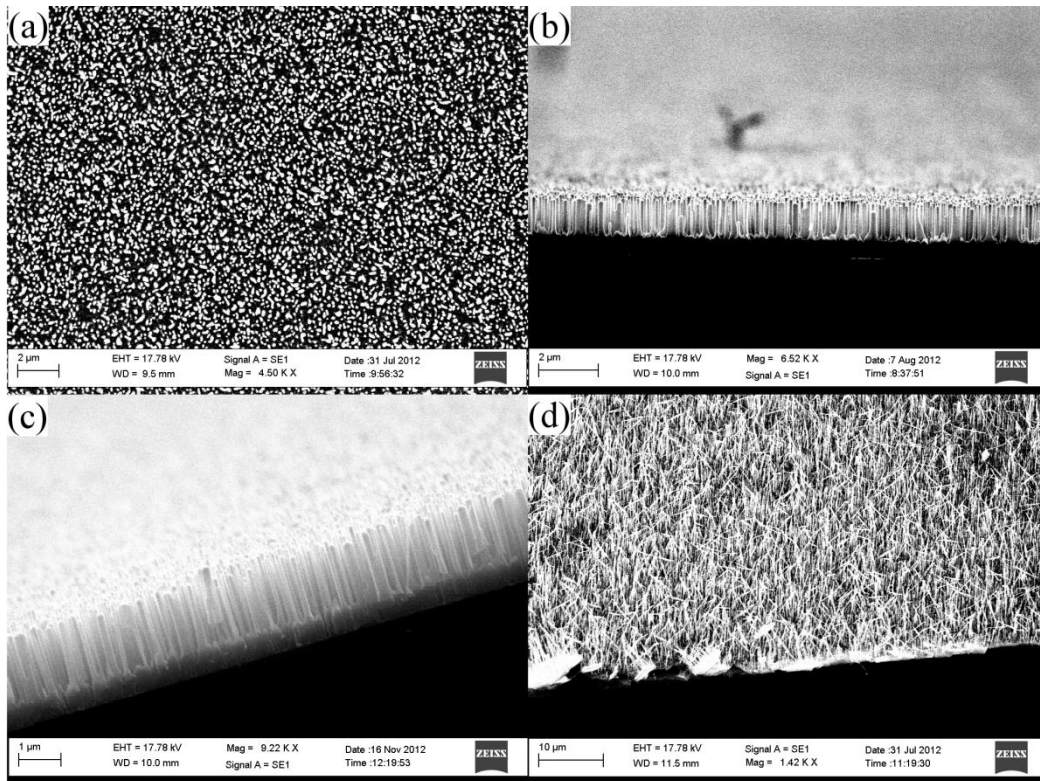 (a)
2 µm
EHT = 17.78 kV
WD = 9.5 mm
Signal A = SE1
Mag = 4.50 K X
Date :31 Jul 2012
Time :9:56:32
ZEISS
(b)
2 µm
EHT = 17.78 kV
WD = 10.0 mm
Mag = 6.52 K X
Signal A = SE1
Date :7 Aug 2012
Time :8:37:51
ZEISS
(c)
1 µm
EHT = 17.78 kV
WD = 10.0 mm
Mag = 9.22 K X
Signal A = SE1
Date :16 Nov 2012
Time :12:19:53
ZEISS
(d)
10 µm
EHT = 17.78 kV
WD = 11.5 mm
Signal A = SE1
Mag = 1.42 K X
Date :31 Jul 2012
Time :11:19:30
ZEISS